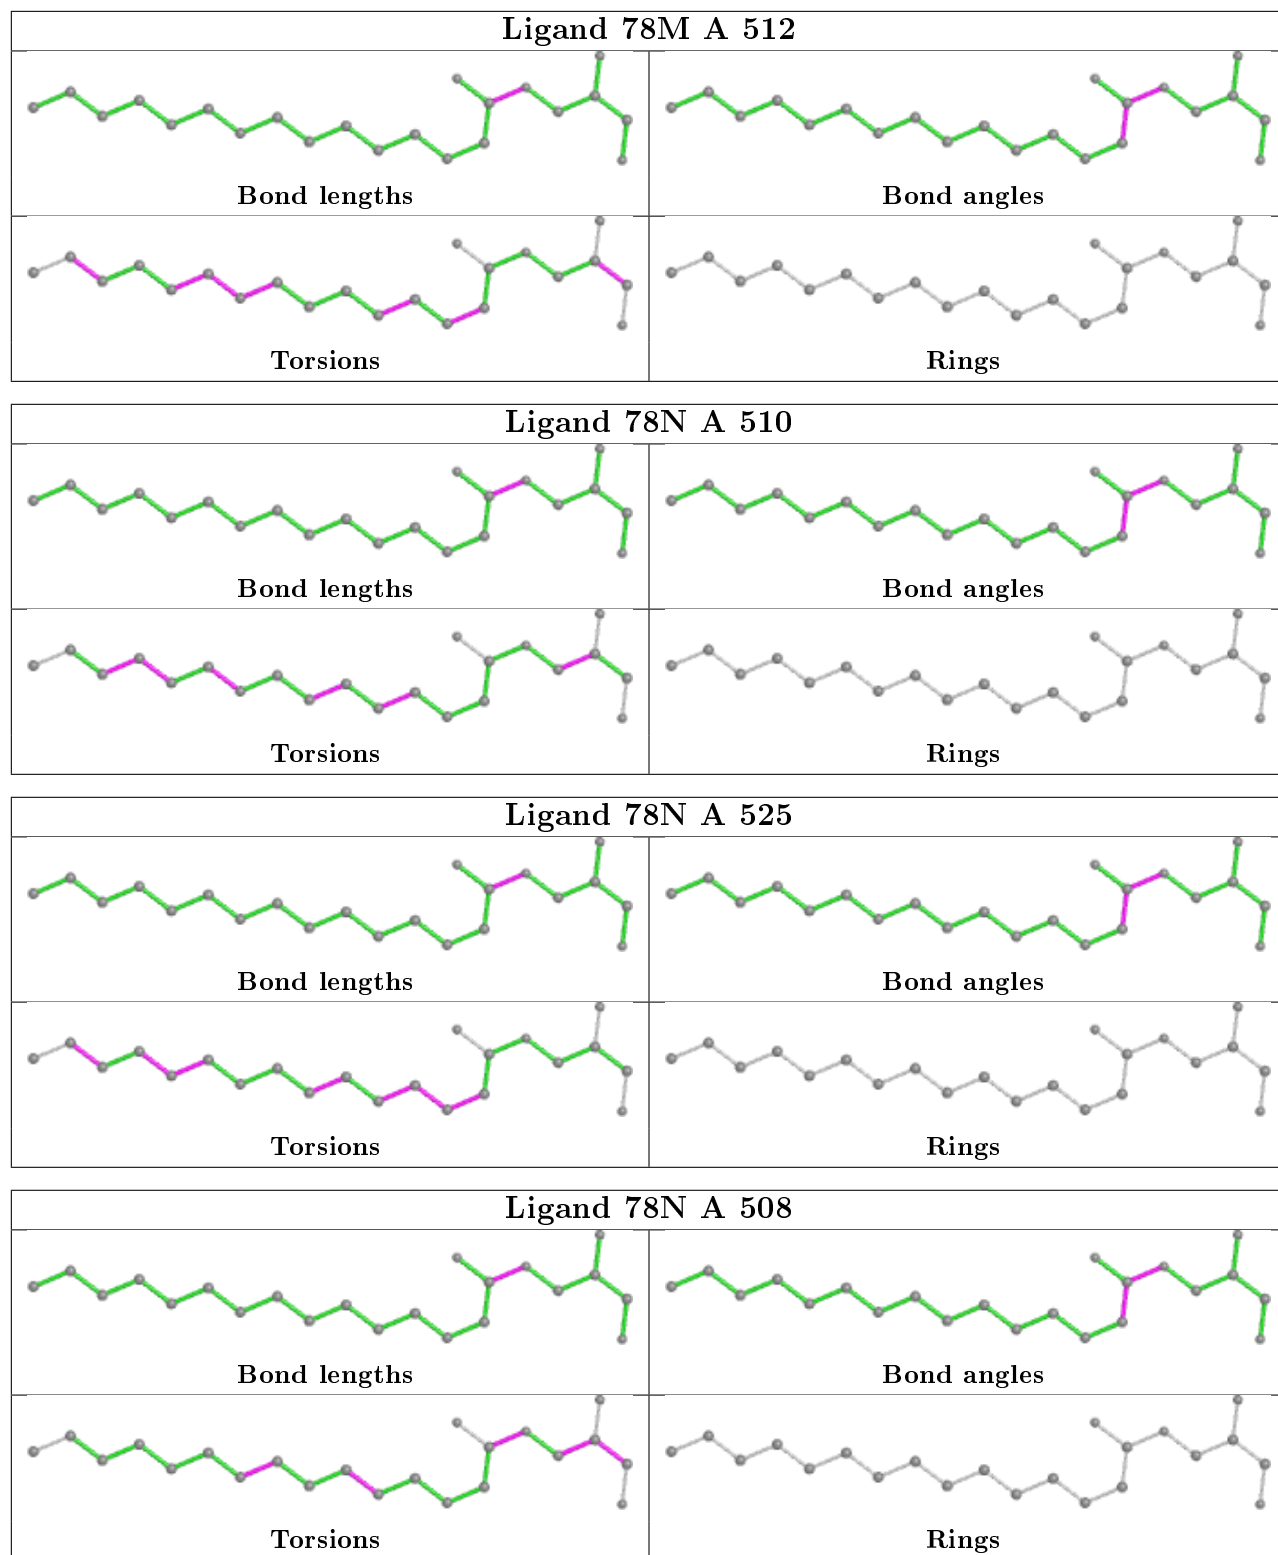 Ligand 78M A 512
Bond lengths
Bond angles
Torsions
Rings
Ligand 78N A 510
Bond lengths
Bond angles
Torsions
Rings
Ligand 78N A 525
Bond lengths
Bond angles
Torsions
Rings
Ligand 78N A 508
Bond lengths
Bond angles
Torsions
Rings